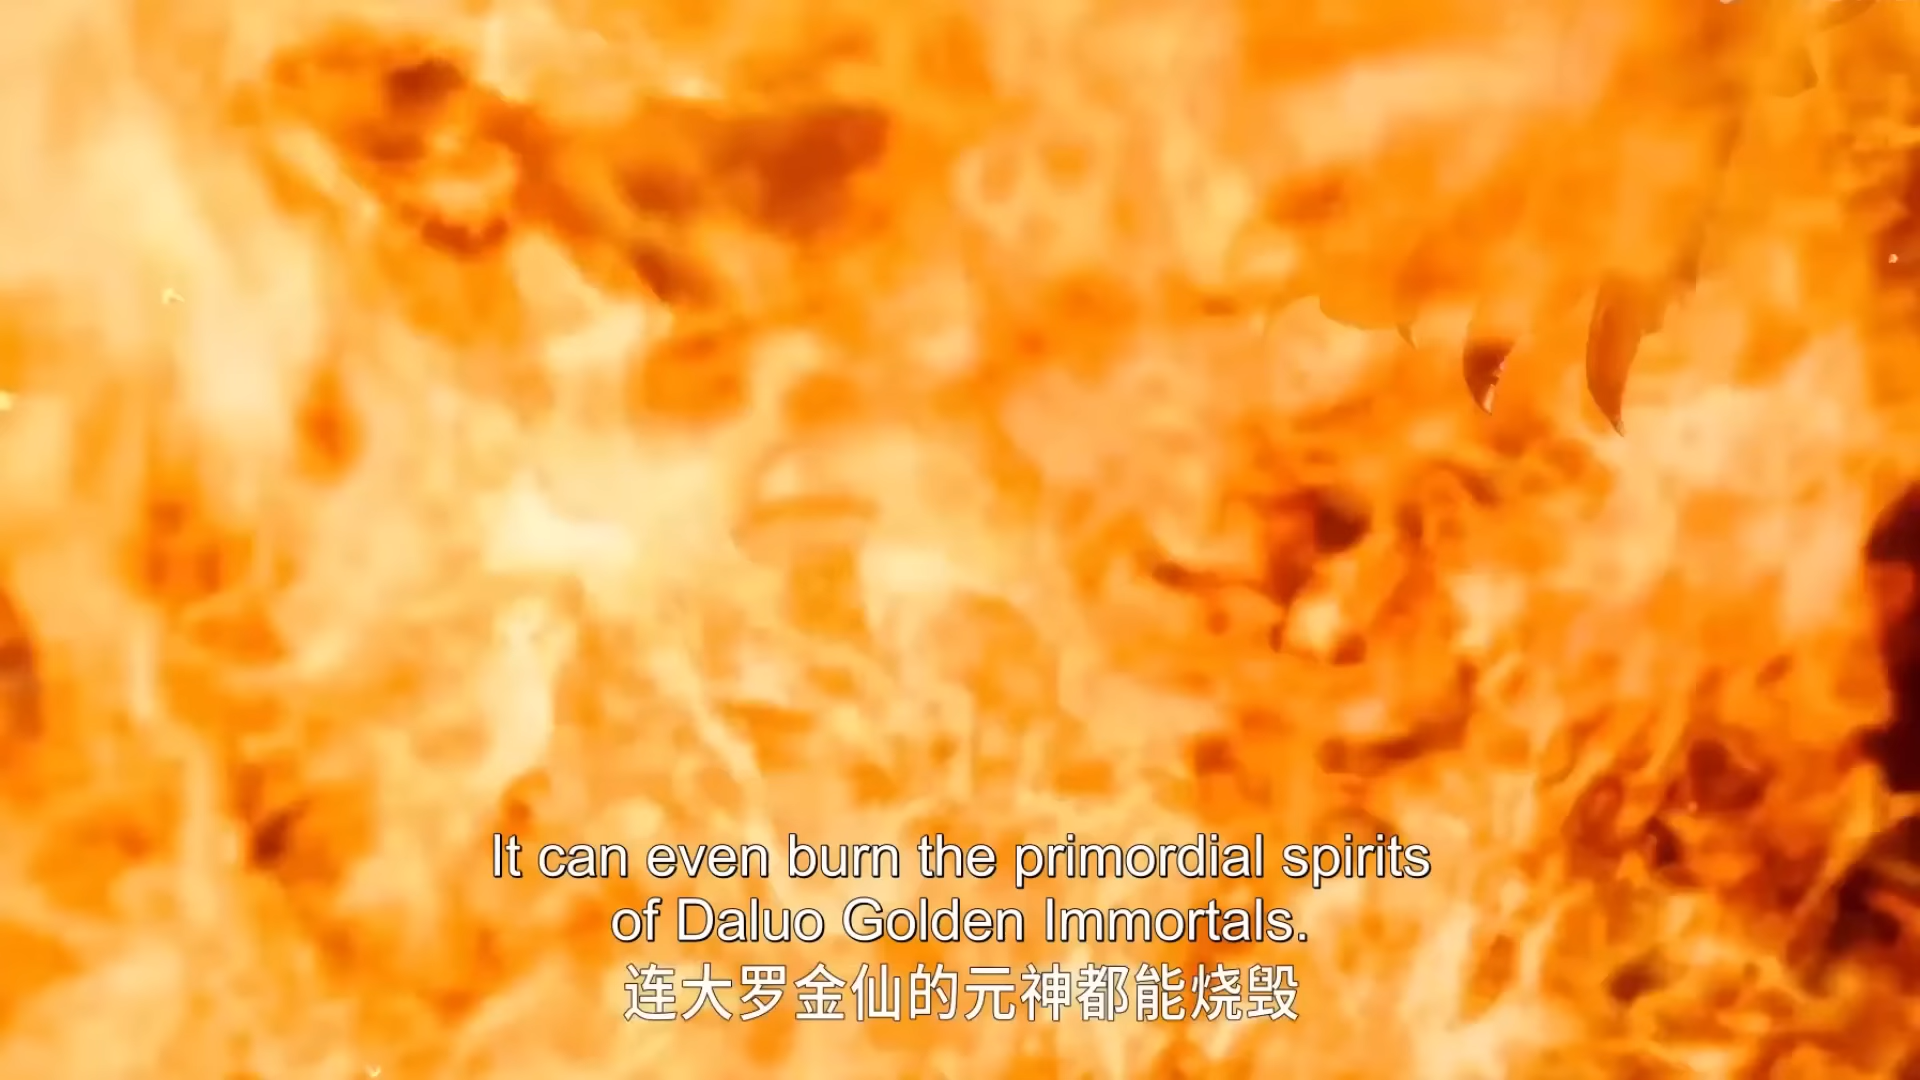 It can even burn the primordial spirits
of Daluo Golden Immortals.
连大罗金仙的元神都能烧毁